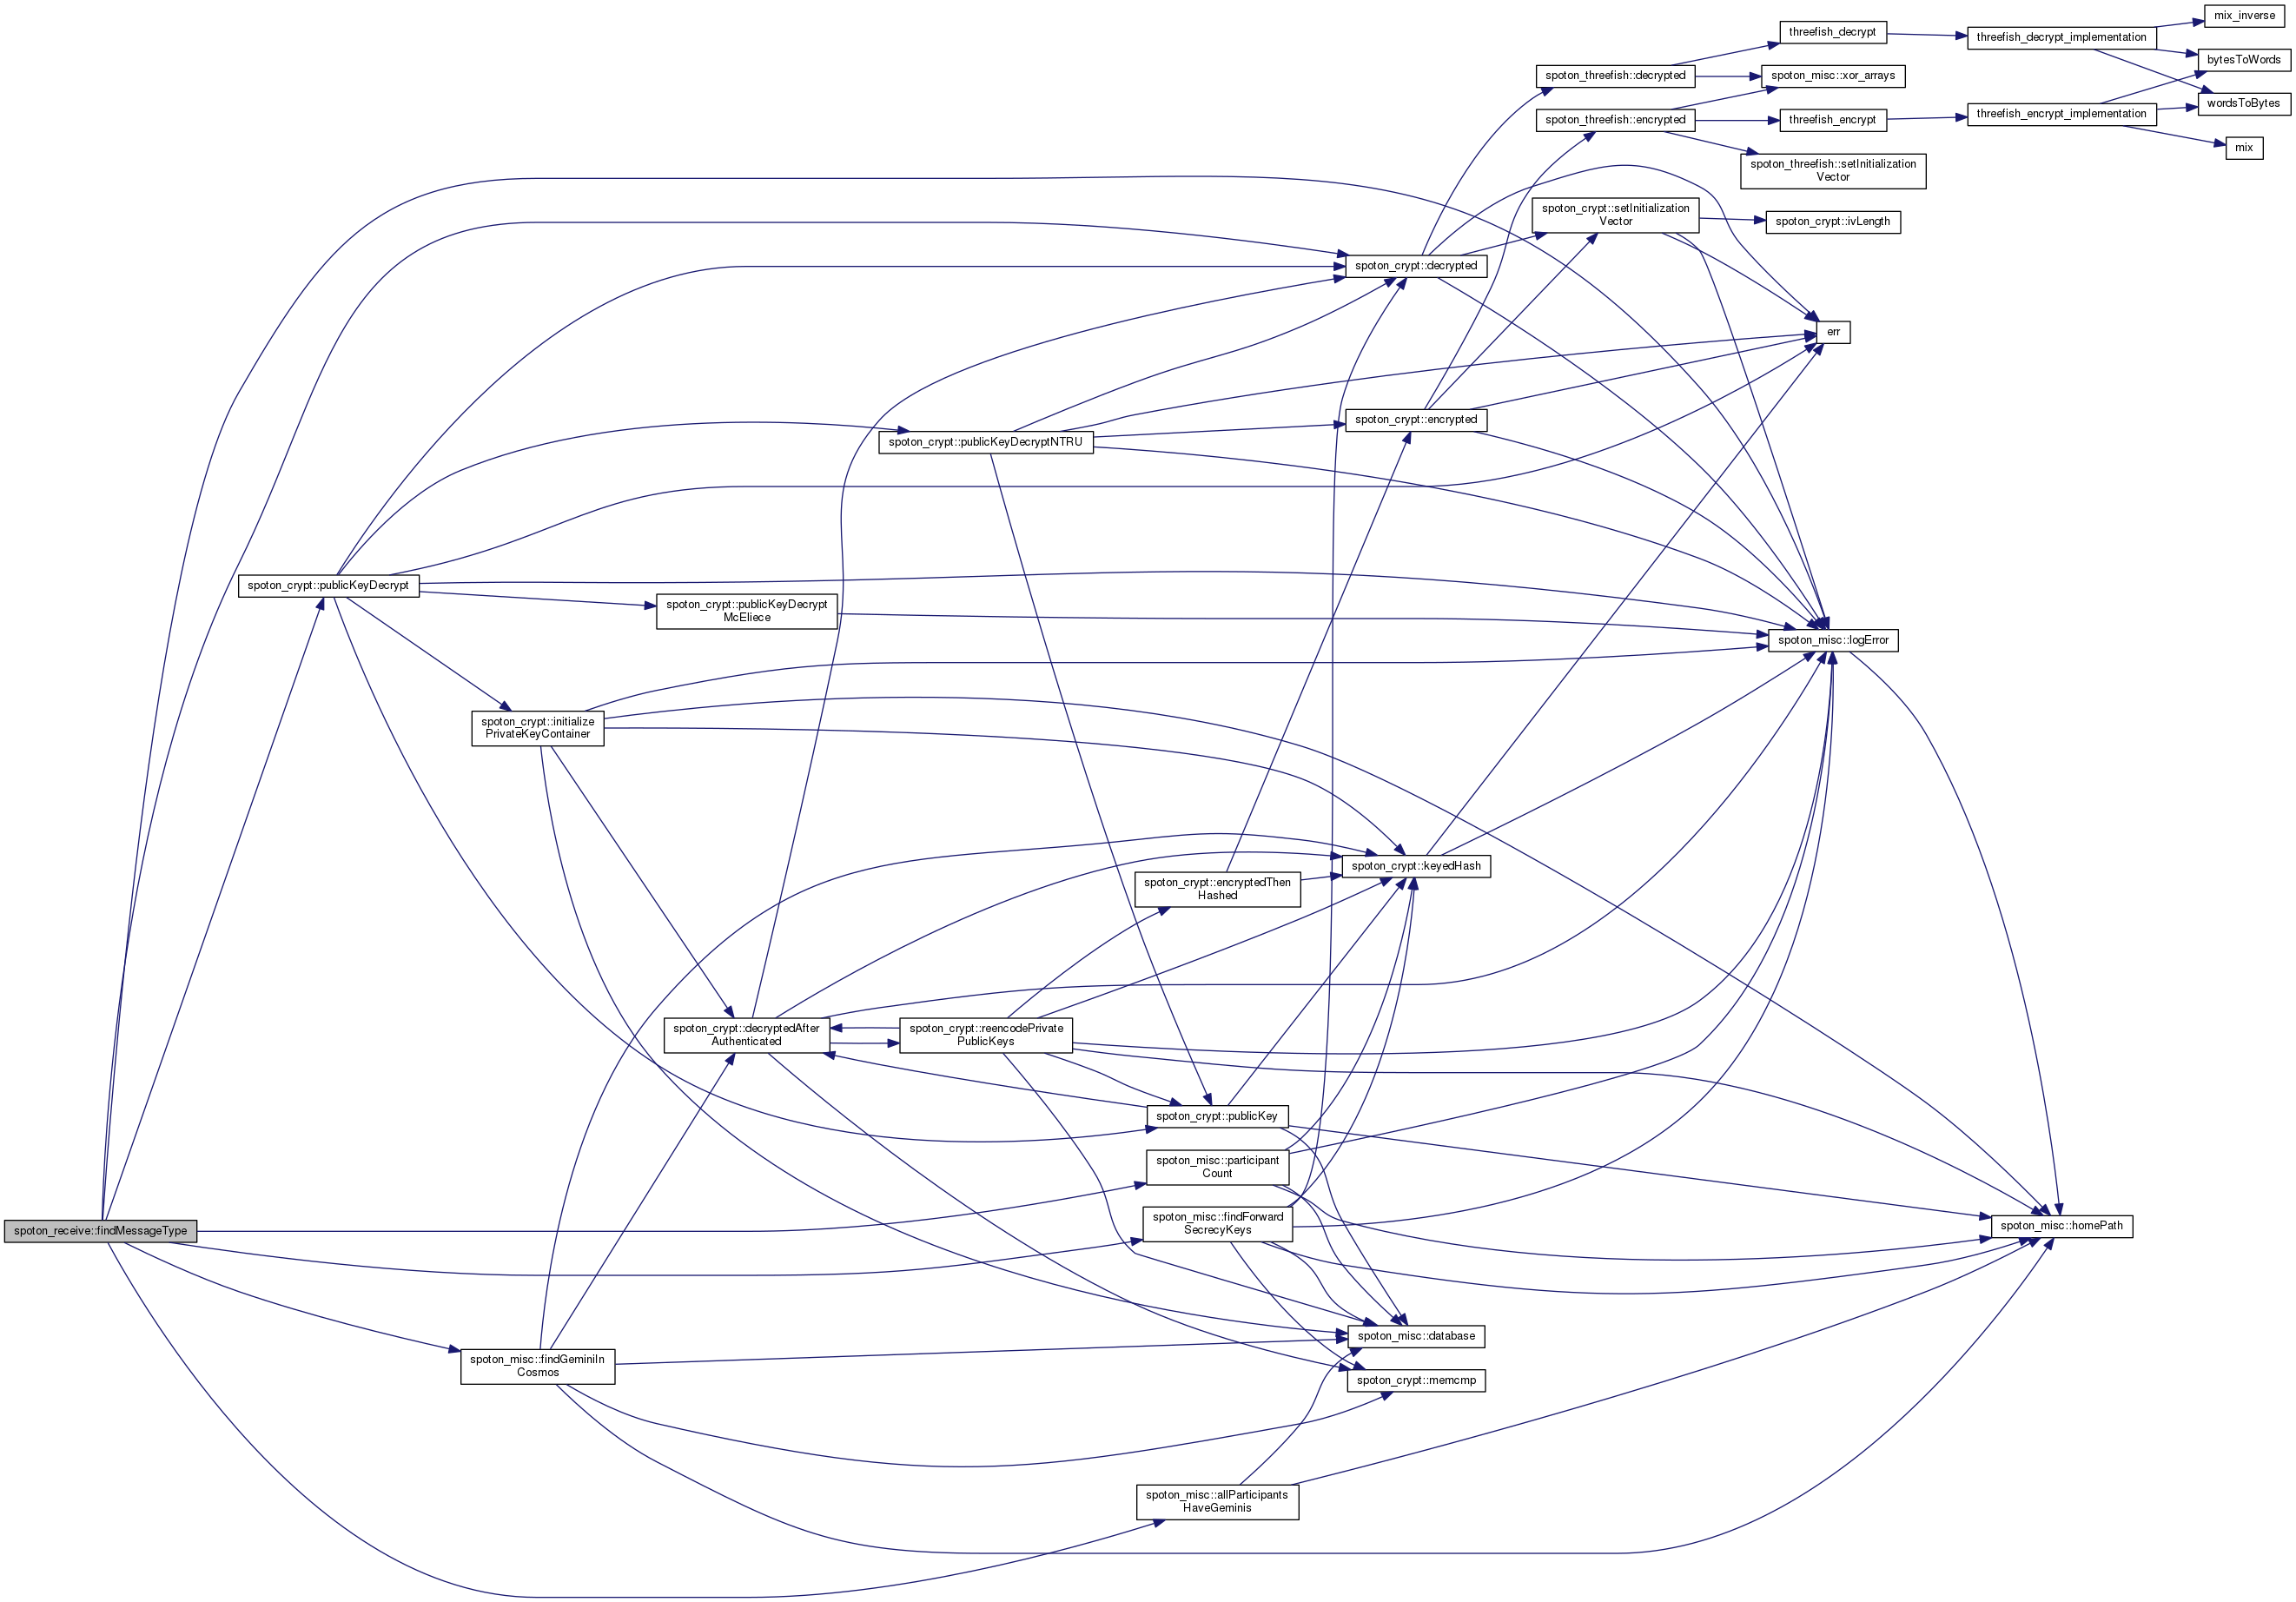 mix_inverse
threefish_decrypt
threefish_decrypt_implementation
bytesToWords
spoton_threefish::decrypted
spoton_misc::xor_arrays
wordsToBytes
spoton_threefish::encrypted
threefish_encrypt
threefish_encrypt_implementation
mix
spoton_threefish::setInitialization
Vector
spoton_crypt::setInitialization
Vector
spoton_crypt::ivLength
spoton_crypt::decrypted
err
spoton_crypt::encrypted
spoton_crypt::publicKeyDecryptNTRU
spoton_crypt::publicKeyDecrypt
spoton_crypt::publicKeyDecrypt
McEliece
spoton_misc::logError
spoton_crypt::initialize
PrivateKeyContainer
spoton_crypt::keyedHash
spoton_crypt::encryptedThen
Hashed
spoton_crypt::decryptedAfter
Authenticated
spoton_crypt::reencodePrivate
PublicKeys
spoton_crypt::publicKey
spoton_misc::participant
Count
spoton_misc::findForward
SecrecyKeys
spoton_receive::findMessageType
spoton_misc::homePath
spoton_misc::database
spoton_misc::findGeminiIn
Cosmos
spoton_crypt::memcmp
spoton_misc::allParticipants
HaveGeminis